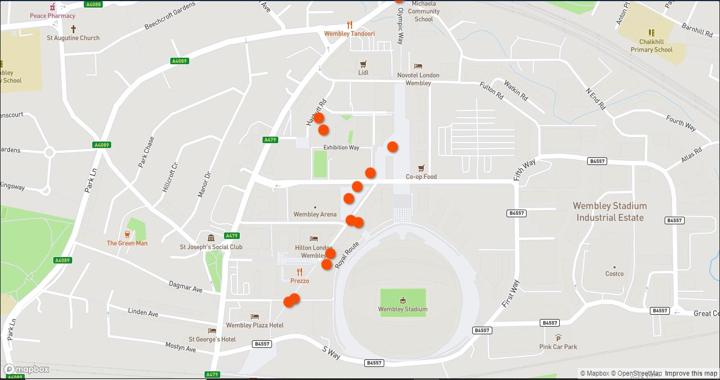 A4088
Peace Pharmacy
St Augustine Church
Beechcroft Gardens
Ave
Wembley Tandoori
Olympic Way
Michaela
Community
School
Chalkhill
Primary School
Barnhill Rd
A4089
Lidl
Novotel London
Wembley
Fulton Rd
Watkin Rd
N End Rd
Fourth Way
Atlas Rd
A4089
Park Ln
Park Chase
Hillcroft Cr
Manor Dr
A479
Exhibition Way
Kingsway
Co-op Food
Fifth Way
B4557
B4557
Wembley Stadium
Industrial Estate
Wembley Arena
B4557
The Green Man
St Joseph's Social Club
A479
Hilton London
Wembley
Royal Route
A4089
Prezzo
Costco
Dagmar Ave
First Way
Wembley Stadium
Linden Ave
Wembley Plaza Hotel
B4557
Park Ln
St George's Hotel
B4557
Pink Car Park
Mostyn Ave
B4557
S Way
B4557
A479
mapbox
© Mapbox © OpenStreetMap Improve this map